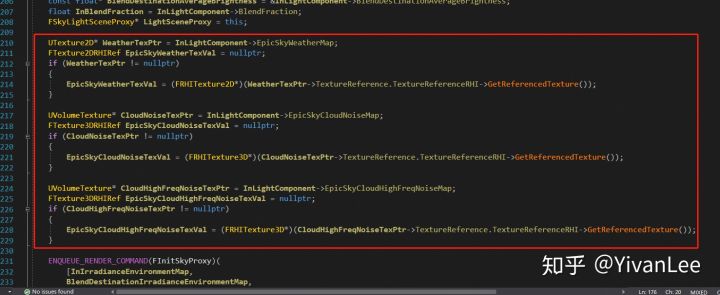 206 const float* BlendDestinationAverageBrightness = &InLightComponent->BlendDestinationAverageBrightness;
207 float InBlendFraction = InLightComponent->BlendFraction;
208 FSkyLightSceneProxy* LightSceneProxy = this;
209
210 UTexture2D* WeatherTexPtr = InLightComponent->EpicSkyWeatherMap;
211 FTexture2DRHIRef EpicSkyWeatherTexVal = nullptr;
212 if (WeatherTexPtr != nullptr)
213 {
214 EpicSkyWeatherTexVal = (FRHITexture2D*)(WeatherTexPtr->TextureReference.TextureReferenceRHI->GetReferencedTexture());
215 }
216
217 UVolumeTexture* CloudNoiseTexPtr = InLightComponent->EpicSkyCloudNoiseMap;
218 FTexture3DRHIRef EpicSkyCloudNoiseTexVal = nullptr;
219 if (CloudNoiseTexPtr != nullptr)
220 {
221 EpicSkyCloudNoiseTexVal = (FRHITexture3D*)(CloudNoiseTexPtr->TextureReference.TextureReferenceRHI->GetReferencedTexture());
222 }
223
224 UVolumeTexture* CloudHighFreqNoiseTexPtr = InLightComponent->EpicSkyCloudHighFreqNoiseMap;
225 FTexture3DRHIRef EpicSkyCloudHighFreqNoiseTexVal = nullptr;
226 if (CloudHighFreqNoiseTexPtr != nullptr)
227 {
228 EpicSkyCloudHighFreqNoiseTexVal = (FRHITexture3D*)(CloudHighFreqNoiseTexPtr->TextureReference.TextureReferenceRHI->GetReferencedTexture());
229 }
230
231 ENQUEUE_RENDER_COMMAND(FInitSkyProxy)(
232 [InIrradianceEnvironmentMap,
233 BlendDestinationIrradianceEnvironmentMap,
知乎 @YivanLee
No issues found Ln: 176 Ch: 20 MIXED